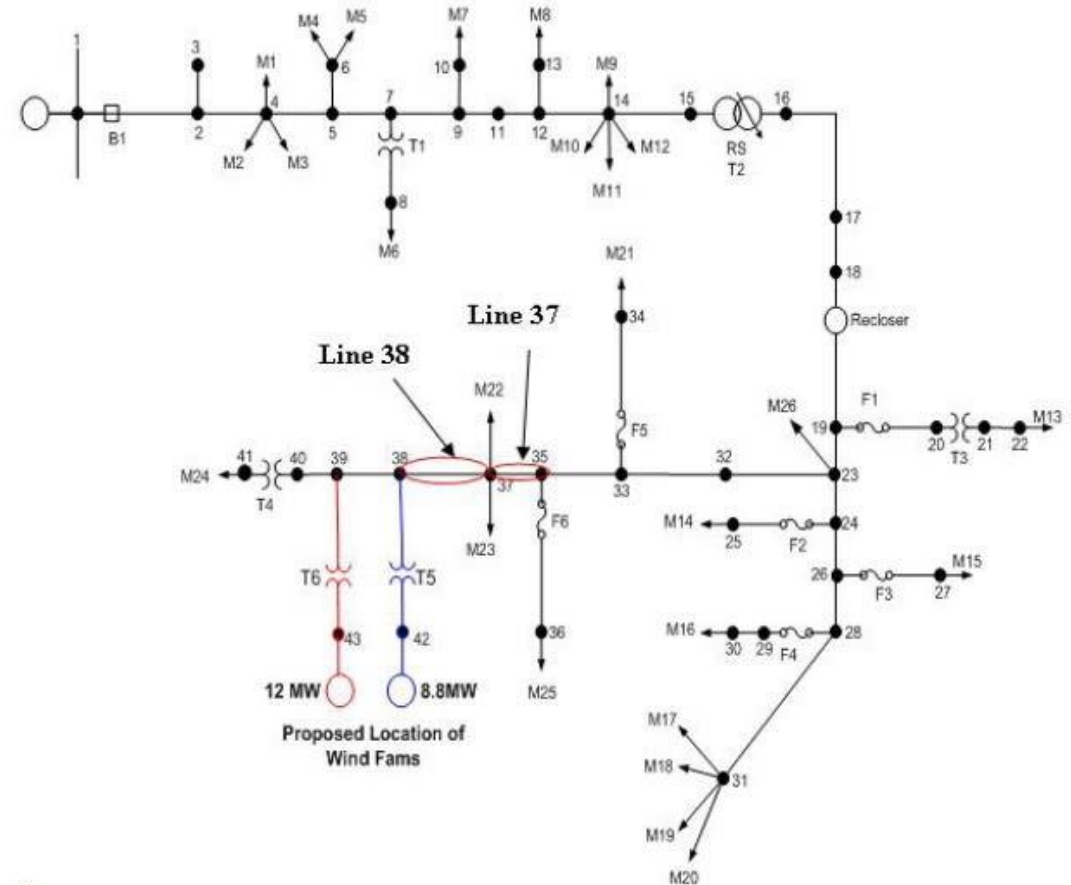 1
3
M4
M5
M7
M8
M1
6
10
13
M9
4
7
14
15
16
B1
2
5
9
11
12
M2
M3
T1
M10
M12
RS
T2
M11
8
M6
17
M21
18
Line 37
34
Recloser
Line 38
M22
M26
F1
19
M13
F5
20
21
22
T3
41
40
39
38
35
32
M24
37
33
23
T4
F6
M14
24
M23
25
F2
M15
T6
T5
26
F3
27
43
42
36
M16
28
30
29
F4
12 MW
8.8MW
M25
Proposed Location of
Wind Fams
M17
M18
31
M19
M20